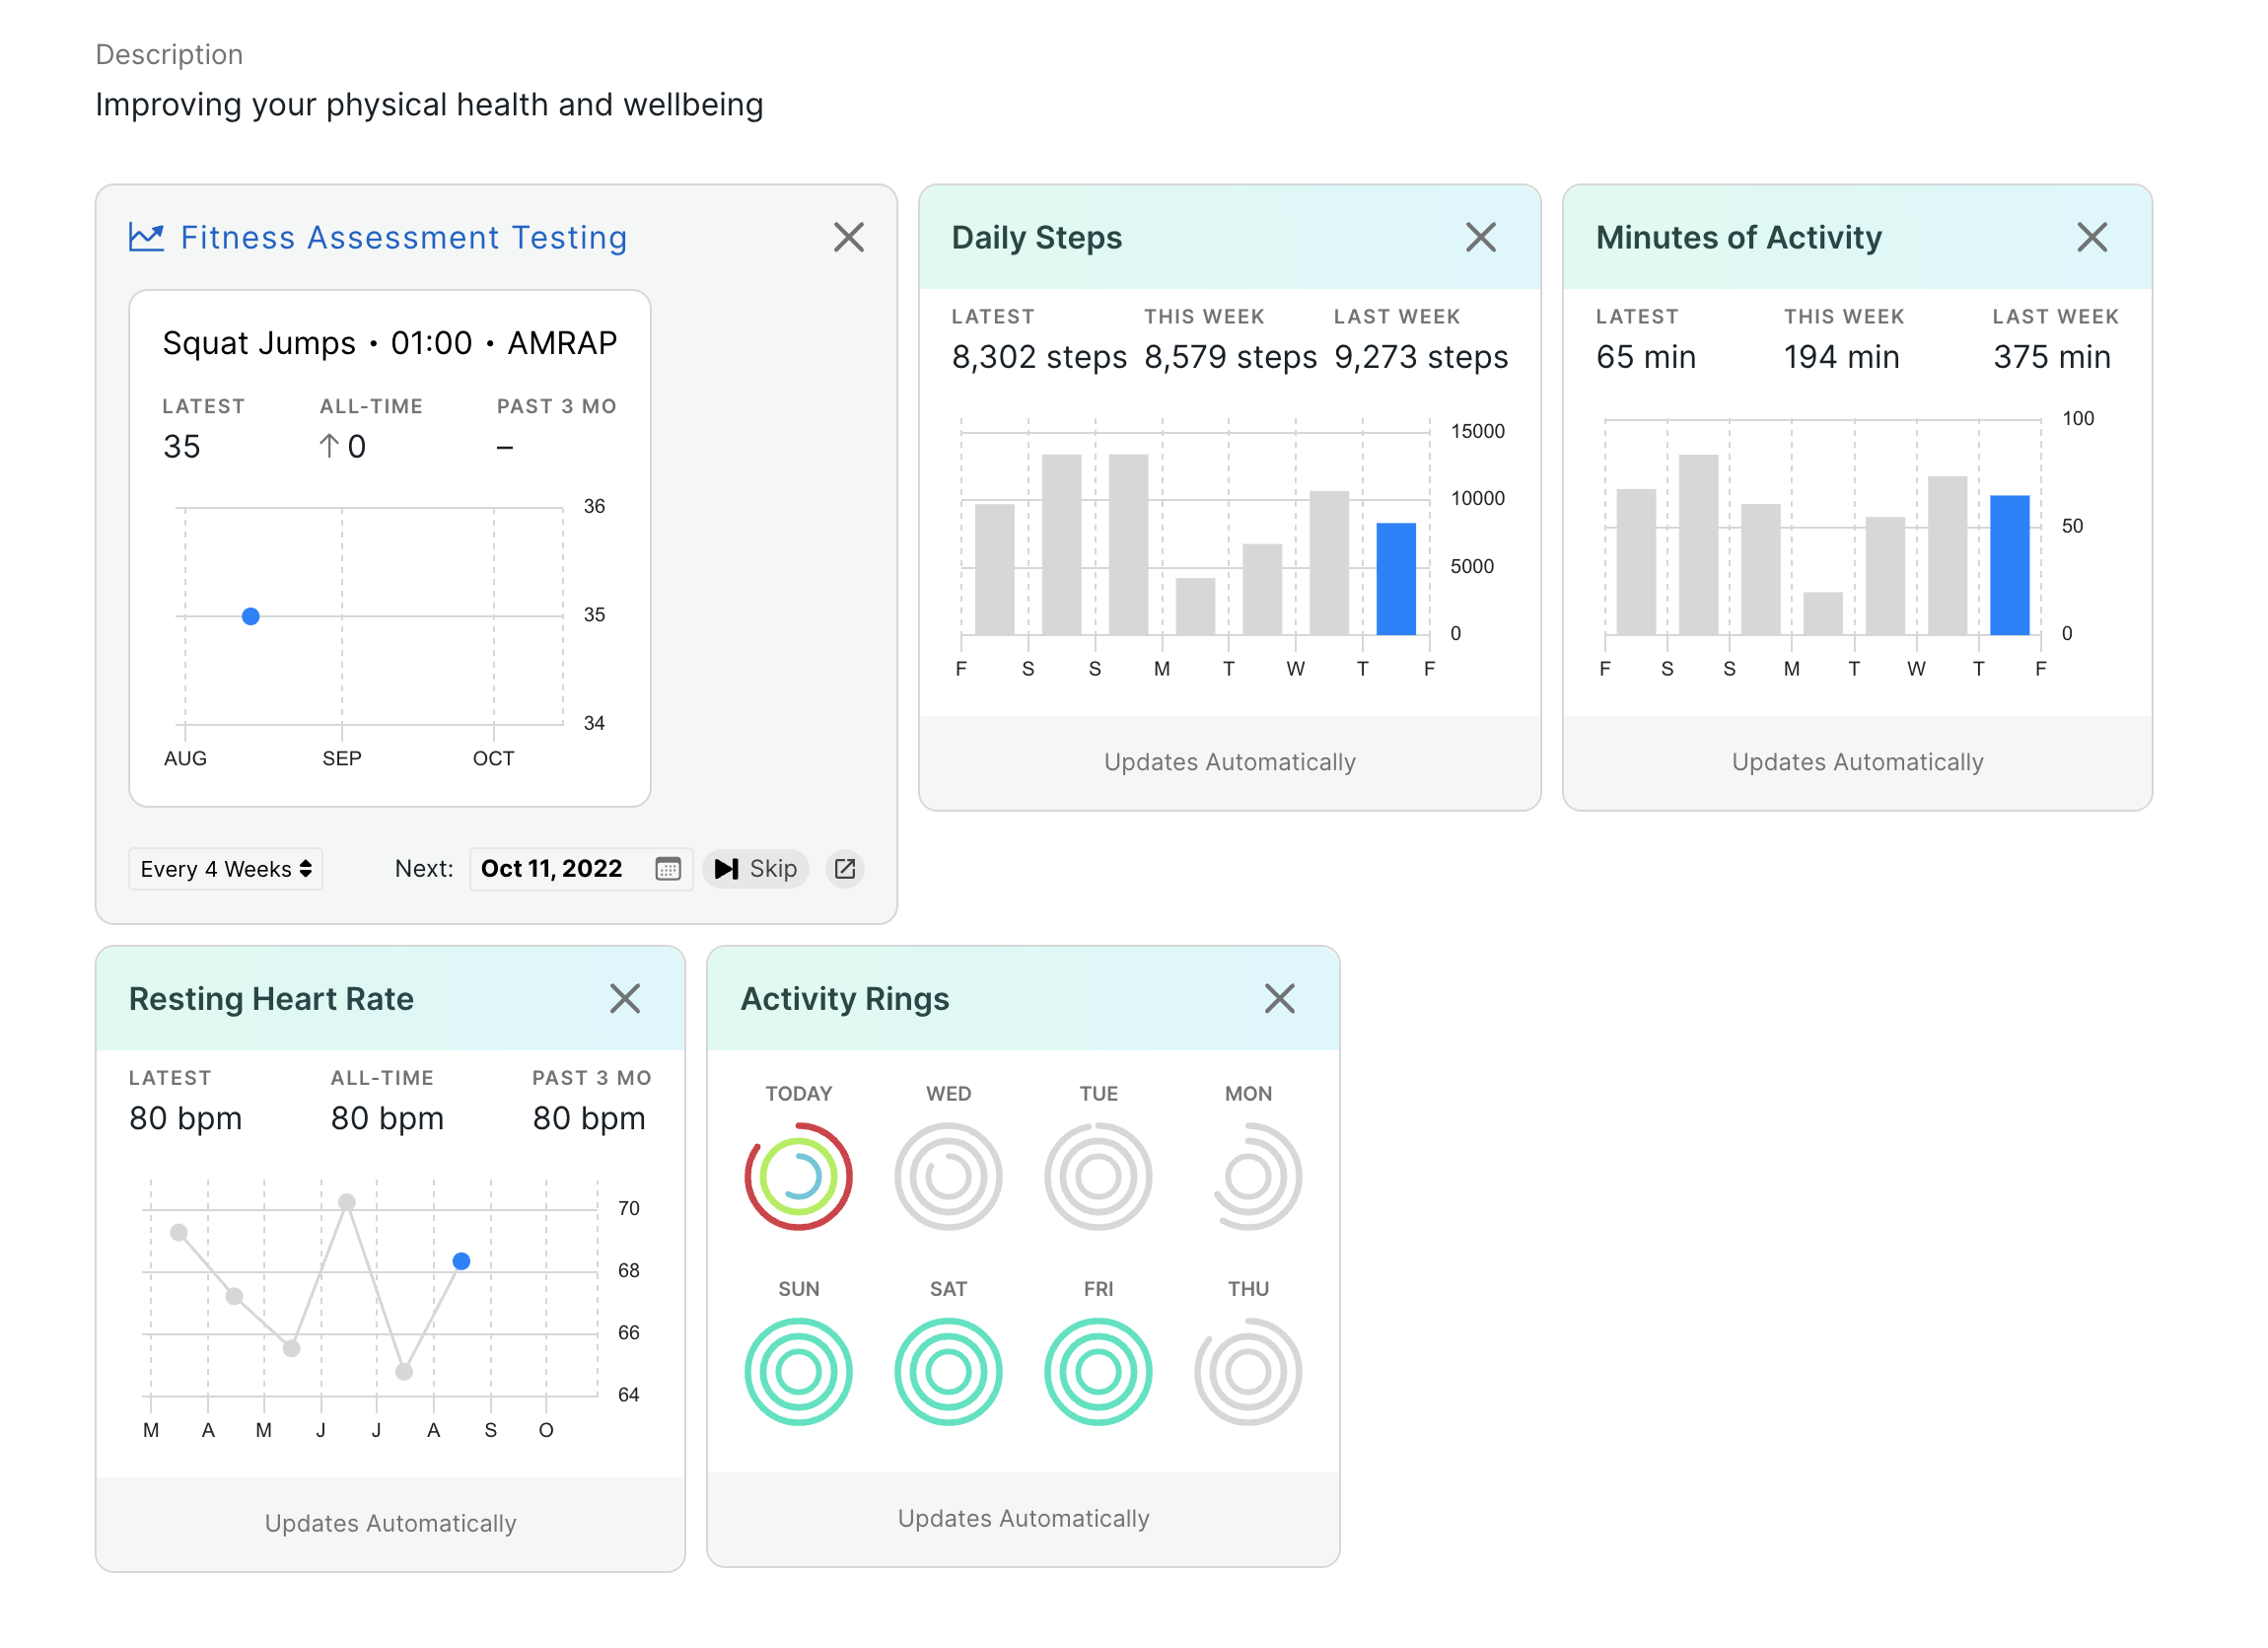 Description
Improving your physical health and wellbeing
Fitness Assessment Testing
Squat Jumps • 01:00 • AMRAP
LATEST ALL-TIME PAST 3 MO
35 ↑ 0 –
36
35
34
AUG SEP OCT
Every 4 Weeks Next: Oct 11, 2022 Skip
Daily Steps
LATEST THIS WEEK LAST WEEK
8,302 steps 8,579 steps 9,273 steps
15000
10000
5000
0
F S S M T W T F
Updates Automatically
Minutes of Activity
LATEST THIS WEEK LAST WEEK
65 min 194 min 375 min
100
50
0
F S S M T W T F
Updates Automatically
Resting Heart Rate
LATEST ALL-TIME PAST 3 MO
80 bpm 80 bpm 80 bpm
70
68
66
64
M A M J J A S O
Updates Automatically
Activity Rings
TODAY WED TUE MON
SUN SAT FRI THU
Updates Automatically